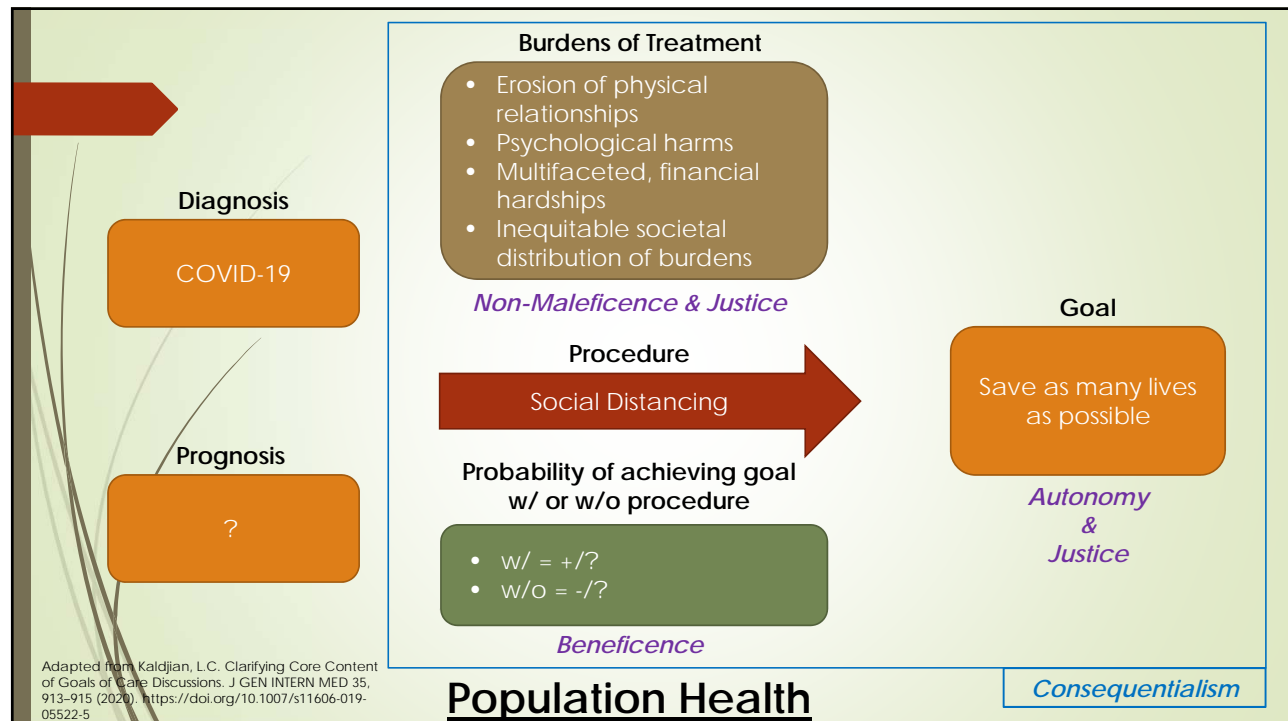 Burdens of Treatment
• Erosion of physical
relationships
• Psychological harms
• Multifaceted, financial
hardships
• Inequitable societal
distribution of burdens
Non-Maleficence & Justice
Diagnosis
COVID-19
Prognosis
?
Procedure
Social Distancing
Probability of achieving goal
w/ or w/o procedure
• w/ = +/?
• w/o = -/?
Beneficence
Goal
Save as many lives
as possible
Autonomy
&
Justice
Adapted from Kaldjian, L.C. Clarifying Core Content
of Goals of Care Discussions. J GEN INTERN MED 35,
913–915 (2020). https://doi.org/10.1007/s11606-019-
05522-5
Population Health
Consequentialism